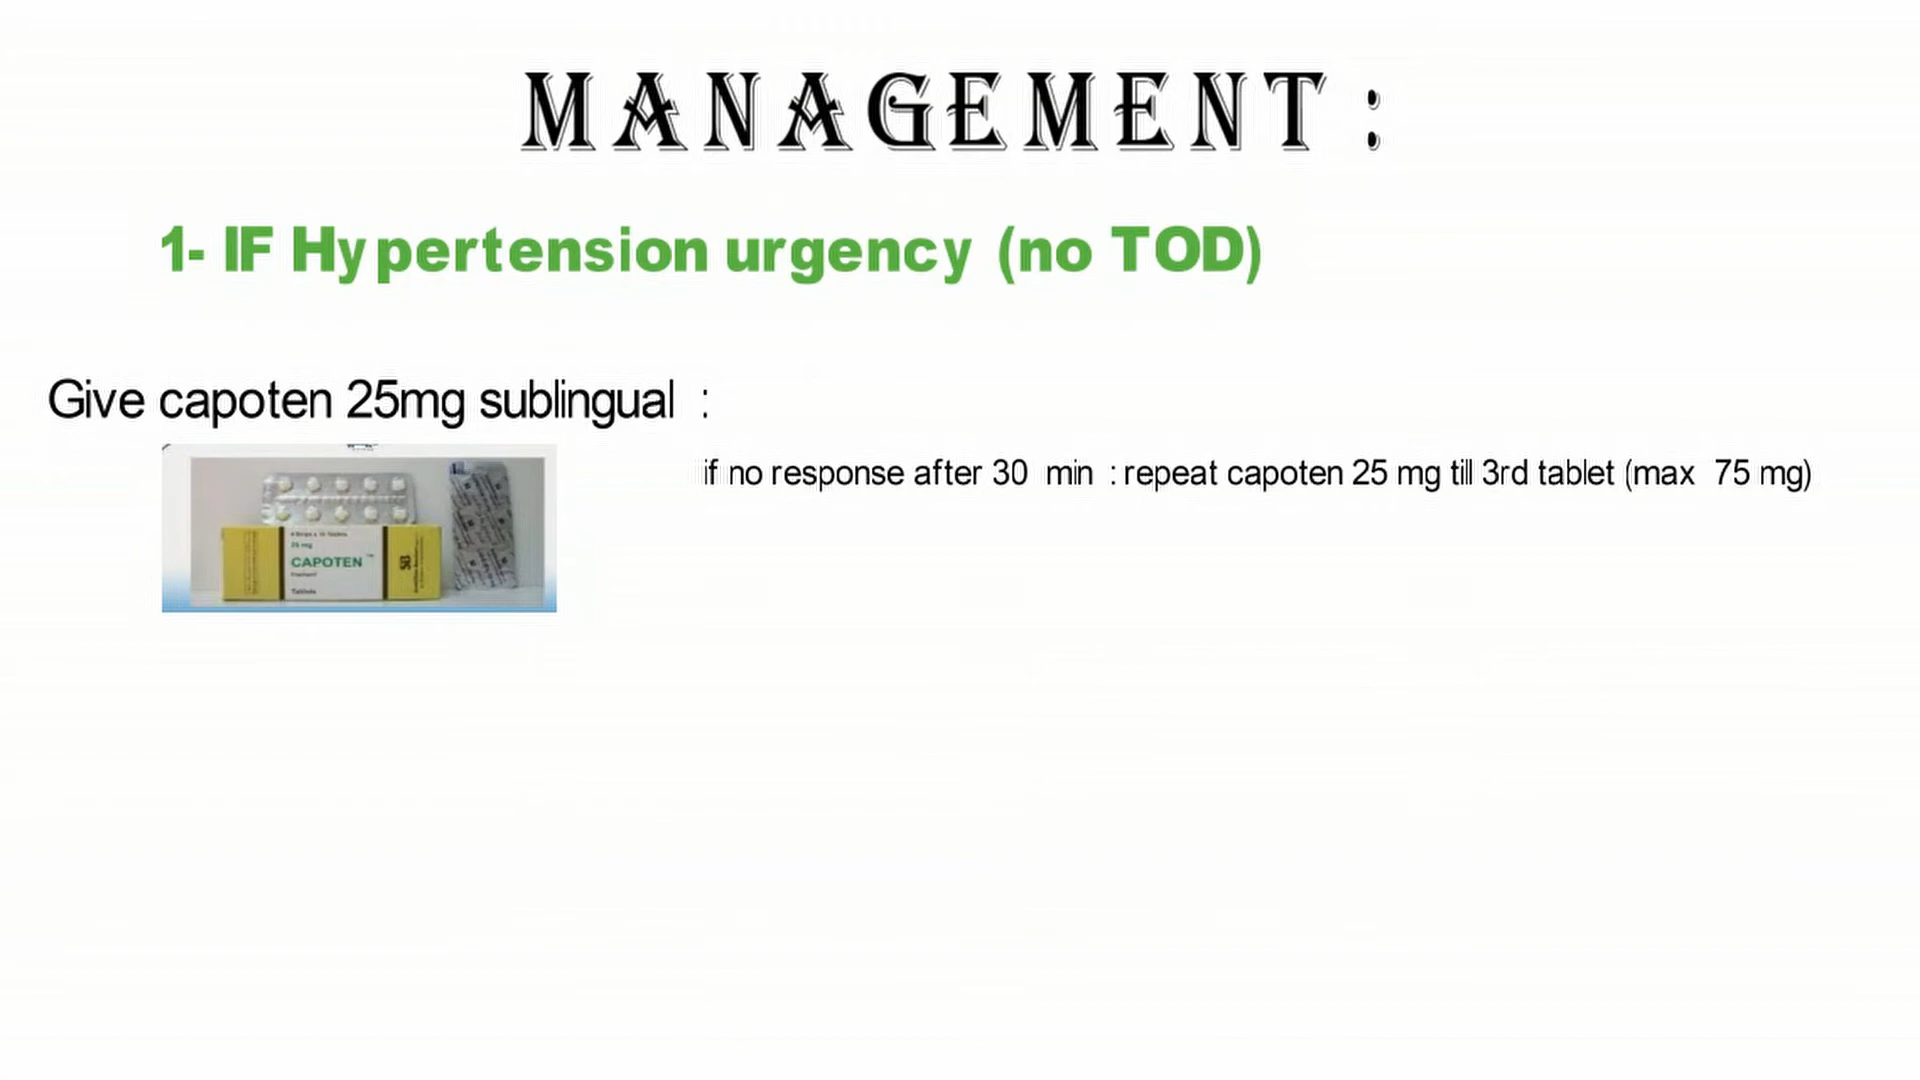 MANAGEMENT :
1- IF Hypertension urgency (no TOD)
Give capoten 25mg sublingual :
if no response after 30 min : repeat capoten 25 mg till 3rd tablet (max 75 mg)
25 mg
CAPOTEN ™
Tablets